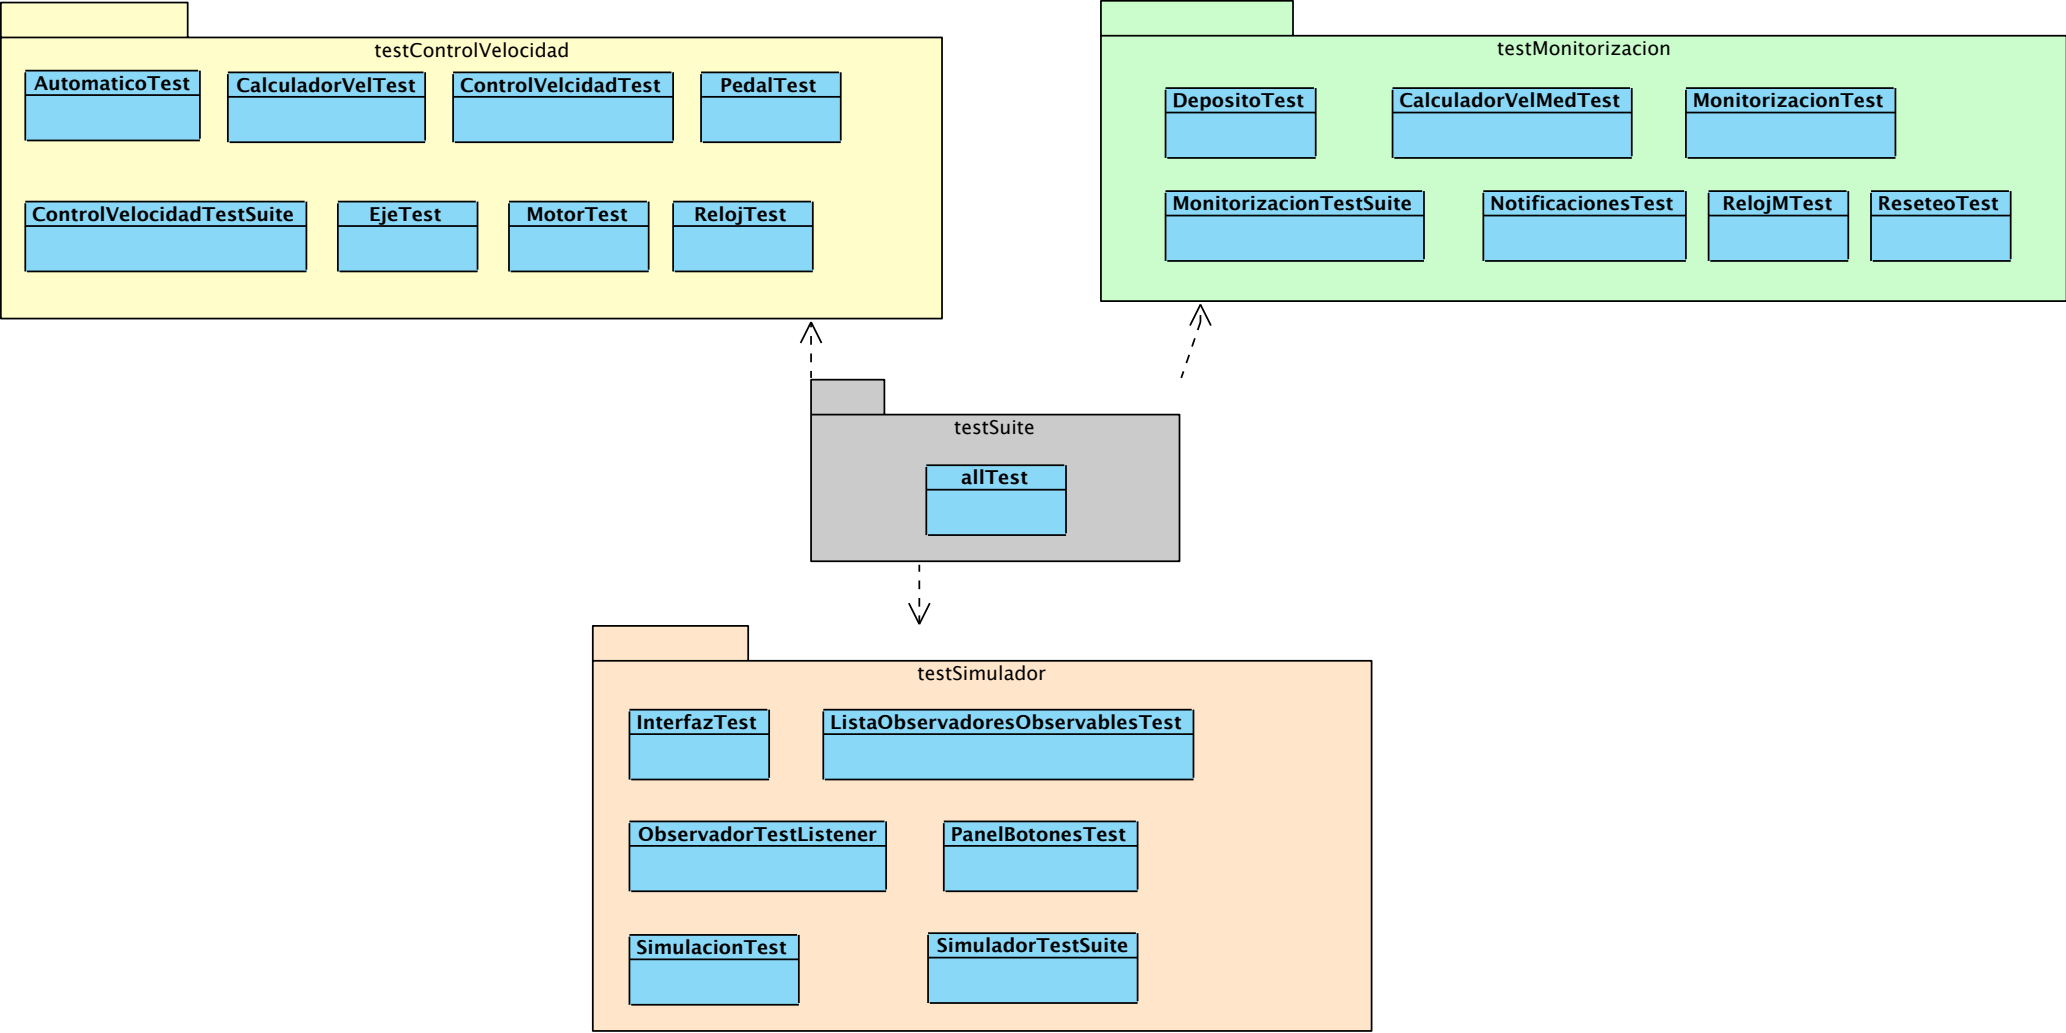 testControlVelocidad
AutomaticoTest
CalculadorVelTest
ControlVelcidadTest
PedalTest
ControlVelocidadTestSuite
EjeTest
MotorTest
RelojTest
testMonitorizacion
DepositoTest
CalculadorVelMedTest
MonitorizacionTest
MonitorizacionTestSuite
NotificacionesTest
RelojMTest
ReseteoTest
testSuite
allTest
testSimulador
InterfazTest
ListaObservadoresObservablesTest
ObservadorTestListener
PanelBotonesTest
SimulacionTest
SimuladorTestSuite